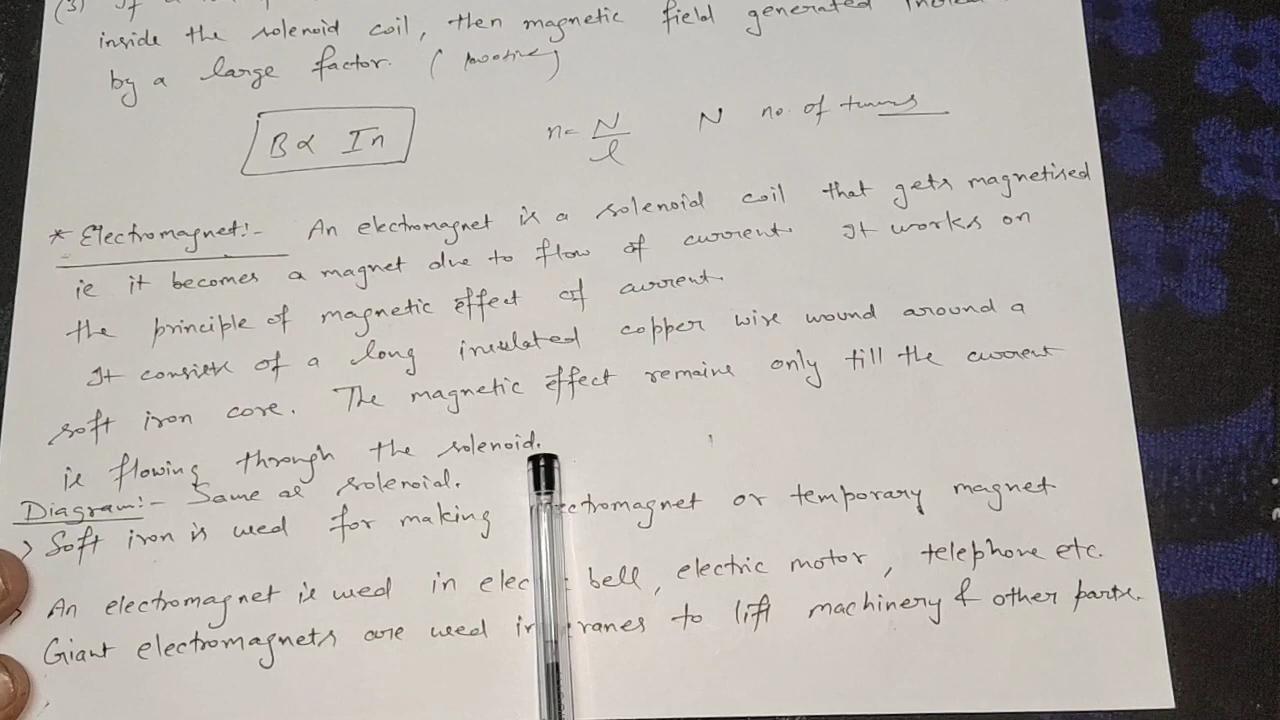 (3) If a
inside the solenoid coil, then magnetic field generated
by a large factor. (
B ∝ In
n = N/l N no. of turns
* Electromagnet:- An electromagnet is a solenoid coil that gets magnetised
ie it becomes a magnet due to flow of current. It works on
the principle of magnetic effect of current.
It consists of a long insulated copper wire wound around a
soft iron core. The magnetic effect remains only till the current
is flowing through the solenoid.
Diagram:- Same as solenoid.
> Soft iron is used for making electromagnet or temporary magnet
An electromagnet is used in elec bell, electric motor, telephone etc.
Giant electromagnets are used in cranes to lift machinery & other parts.